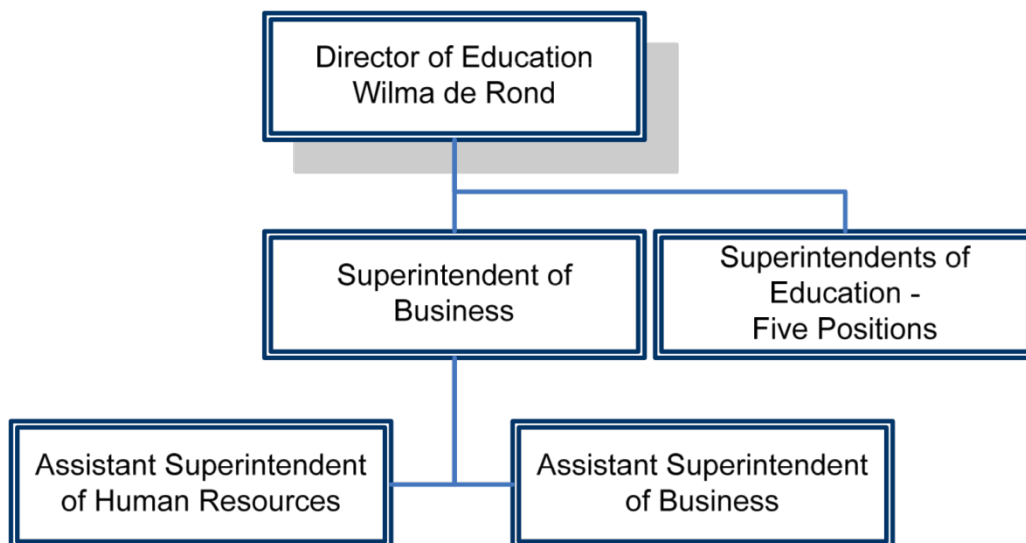 Director of Education
Wilma de Rond
Superintendent of
Business
Superintendents of
Education -
Five Positions
Assistant Superintendent
of Human Resources
Assistant Superintendent
of Business